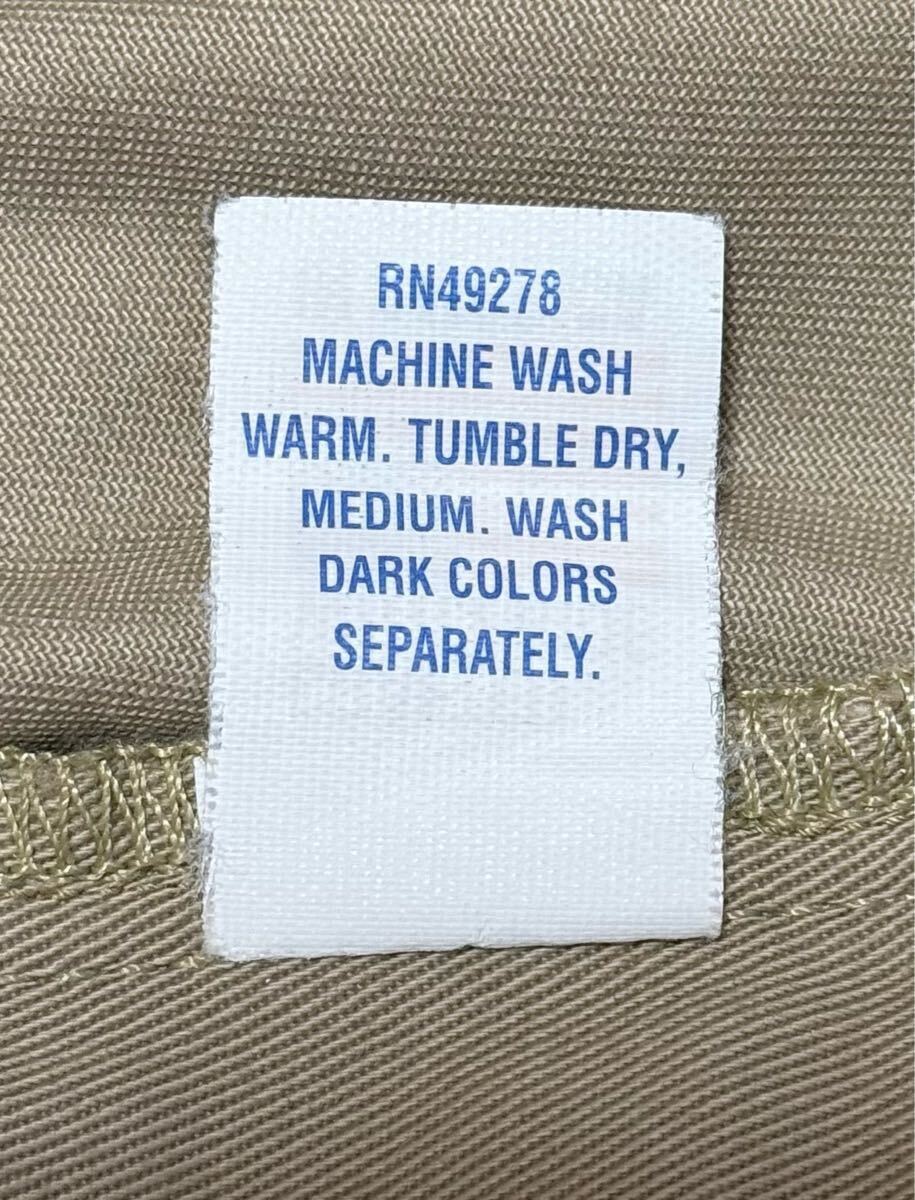 RN49278
MACHINE WASH
WARM. TUMBLE DRY,
MEDIUM. WASH
DARK COLORS
SEPARATELY.